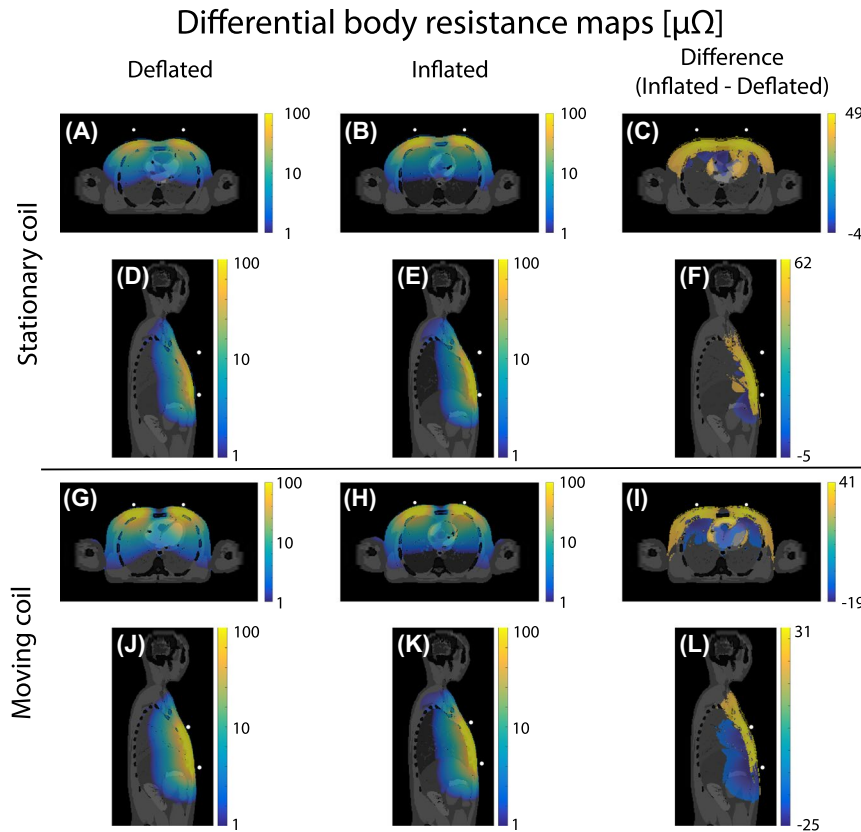 Differential body resistance maps [µΩ]
Deflated
Inflated
Difference
(Inflated - Deflated)
Stationary coil
(A)
100
10
1
(B)
100
10
1
(C)
49
-4
(D)
100
10
1
(E)
100
10
1
(F)
62
-5
Moving coil
(G)
100
10
1
(H)
100
10
1
(I)
41
-19
(J)
100
10
1
(K)
100
10
1
(L)
31
-25